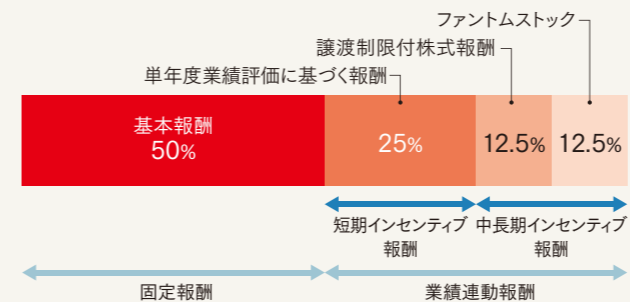 ファントムストック
譲渡制限付株式報酬
単年度業績評価に基づく報酬
基本報酬
50%
25%
12.5%
12.5%
短期インセンティブ
報酬
中長期インセンティブ
報酬
固定報酬
業績連動報酬